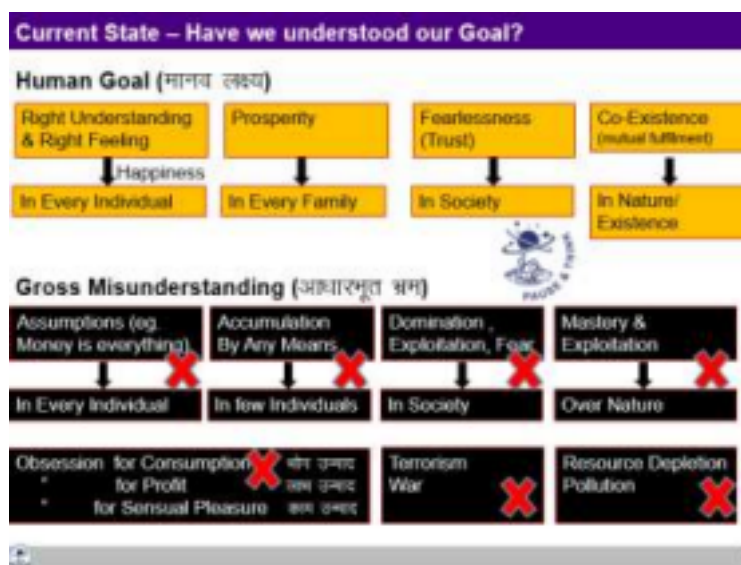 Current State – Have we understood our Goal?
Human Goal (मानव लक्ष्य)
Right Understanding
& Right Feeling
Prosperity
Fearlessness
(Trust)
Co-Existence
(mutual fulfilment)
Happiness
In Every Individual
In Every Family
In Society
In Nature/
Existence
PAUSE & THINK
Gross Misunderstanding (आधारभूत भ्रम)
Assumptions (eg.
Money is everything)
Accumulation
By Any Means
Domination ,
Exploitation, Fear
Mastery &
Exploitation
In Every Individual
In few Individuals
In Society
Over Nature
Obsession for Consumption भोग उन्माद
" for Profit लाभ उन्माद
" for Sensual Pleasure काम उन्माद
Terrorism
War
Resource Depletion
Pollution